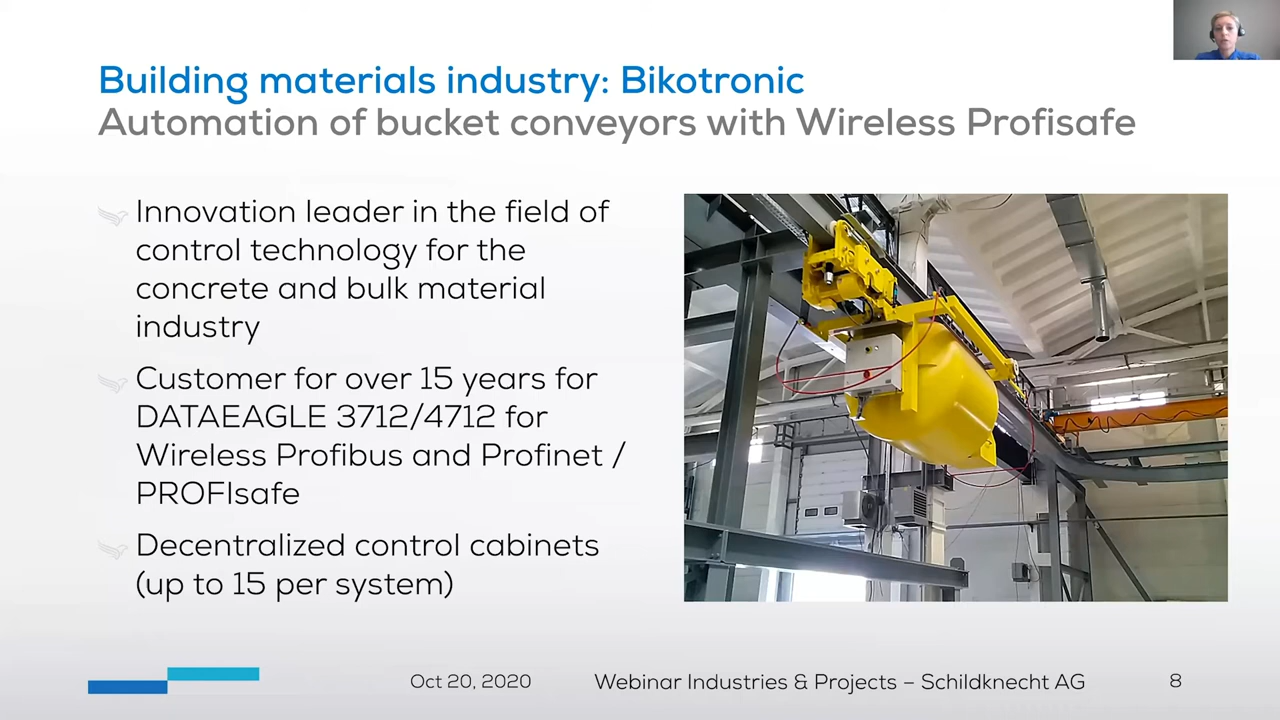 Building materials industry: Bikotronic
Automation of bucket conveyors with Wireless Profisafe
Innovation leader in the field of
control technology for the
concrete and bulk material
industry
Customer for over 15 years for
DATAEAGLE 3712/4712 for
Wireless Profibus and Profinet /
PROFIsafe
Decentralized control cabinets
(up to 15 per system)
Oct 20, 2020
Webinar Industries & Projects – Schildknecht AG
8